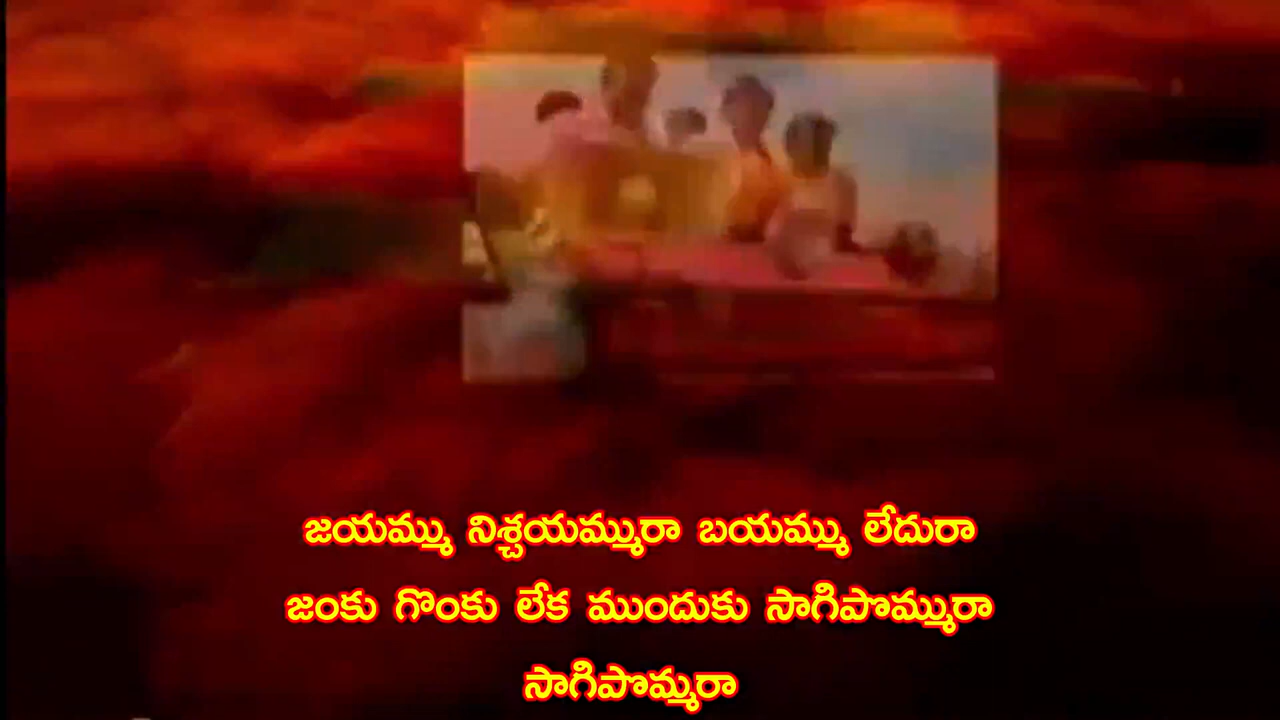 జయమ్ము నిశ్చయమ్మురా బయమ్ము లేదురా
జంకు గొంకు లేక ముందుకు సాగిపొమ్మురా
సాగిపొమ్మరా